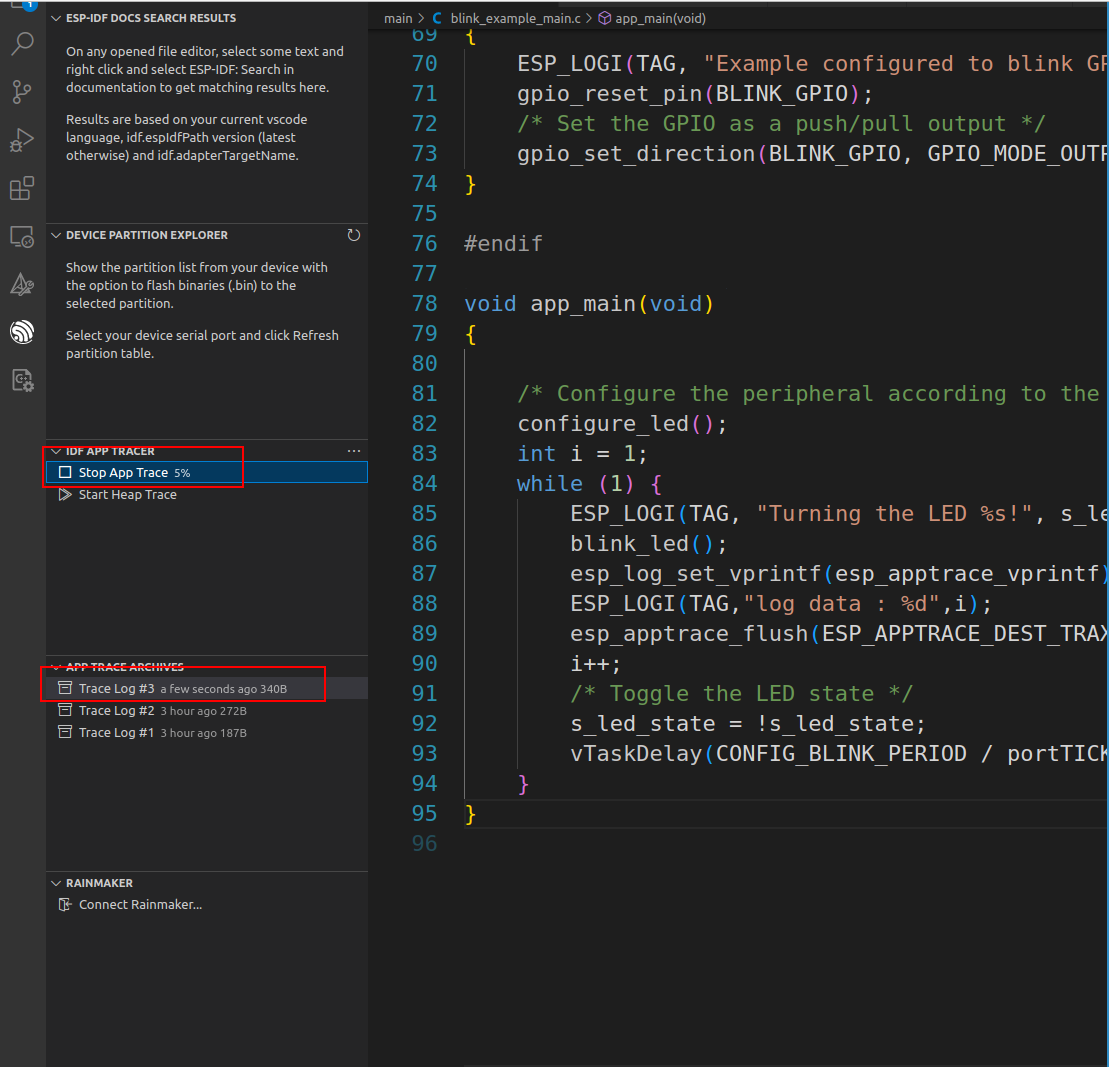 1
ESP-IDF DOCS SEARCH RESULTS
On any opened file editor, select some text and
right click and select ESP-IDF: Search in
documentation to get matching results here.
Results are based on your current vscode
language, idf.espIdfPath version (latest
otherwise) and idf.adapterTargetName.
DEVICE PARTITION EXPLORER
Show the partition list from your device with
the option to flash binaries (.bin) to the
selected partition.
Select your device serial port and click Refresh
partition table.
IDF APP TRACER
Stop App Trace 5%
Start Heap Trace
APP TRACE ARCHIVES
Trace Log #3 a few seconds ago 340B
Trace Log #2 3 hour ago 272B
Trace Log #1 3 hour ago 187B
RAINMAKER
Connect Rainmaker...
main > C blink_example_main.c > app_main(void)
69 {
70 ESP_LOGI(TAG, "Example configured to blink GP
71 gpio_reset_pin(BLINK_GPIO);
72 /* Set the GPIO as a push/pull output */
73 gpio_set_direction(BLINK_GPIO, GPIO_MODE_OUTP
74 }
75
76 #endif
77
78 void app_main(void)
79 {
80
81 /* Configure the peripheral according to the
82 configure_led();
83 int i = 1;
84 while (1) {
85 ESP_LOGI(TAG, "Turning the LED %s!", s_le
86 blink_led();
87 esp_log_set_vprintf(esp_apptrace_vprintf)
88 ESP_LOGI(TAG,"log data : %d",i);
89 esp_apptrace_flush(ESP_APPTRACE_DEST_TRAX
90 i++;
91 /* Toggle the LED state */
92 s_led_state = !s_led_state;
93 vTaskDelay(CONFIG_BLINK_PERIOD / portTICK
94 }
95 }
96